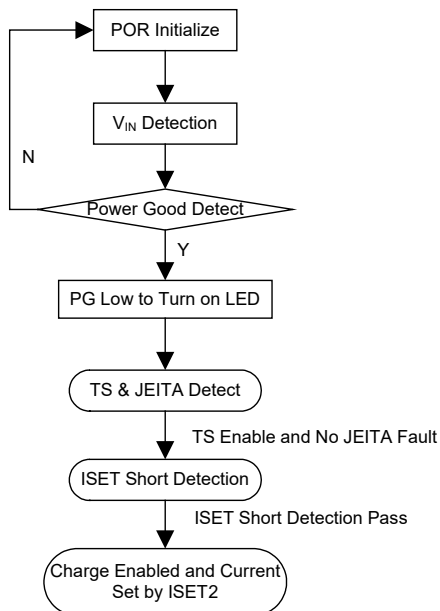 POR Initialize
V_IN Detection
N
Power Good Detect
Y
PG Low to Turn on LED
TS & JEITA Detect
TS Enable and No JEITA Fault
ISET Short Detection
ISET Short Detection Pass
Charge Enabled and Current
Set by ISET2